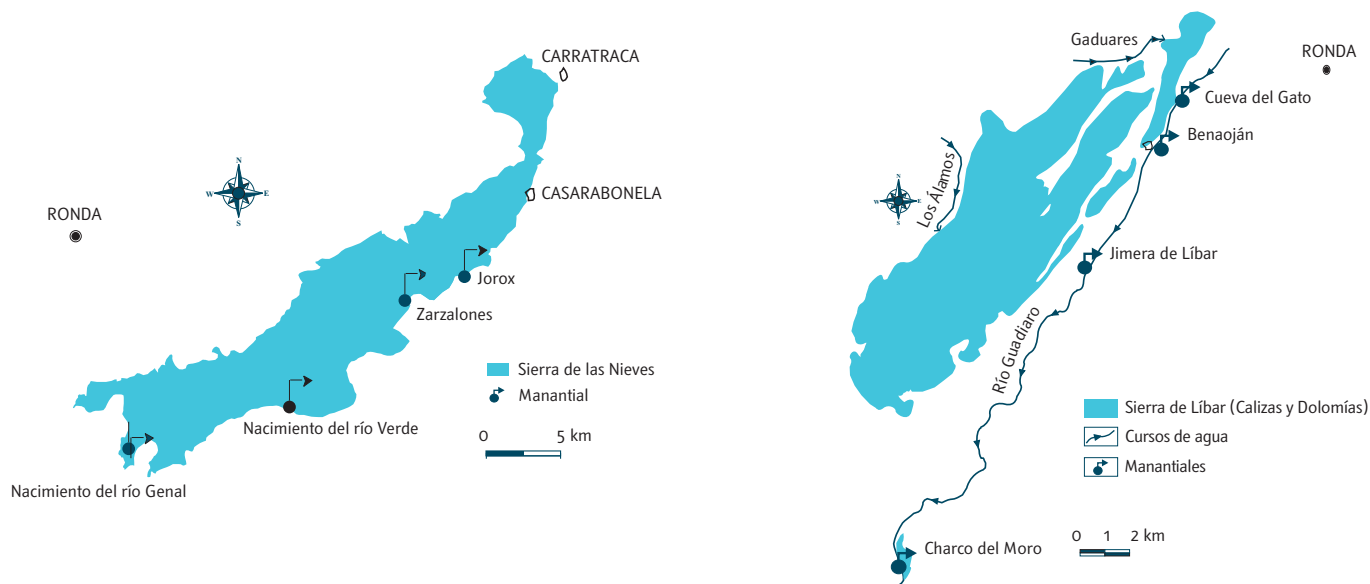 CARRATRACA
N
W
E
S
CASARABONELA
RONDA
Jorox
Zarzalones
Sierra de las Nieves
Manantial
Nacimiento del río Verde
0 5 km
Nacimiento del río Genal
Gaduares
RONDA
Cueva del Gato
Benaoján
Los Álamos
N
W
E
S
Jimera de Líbar
Río Guadiaro
Sierra de Líbar (Calizas y Dolomías)
Cursos de agua
Manantiales
0 1 2 km
Charco del Moro